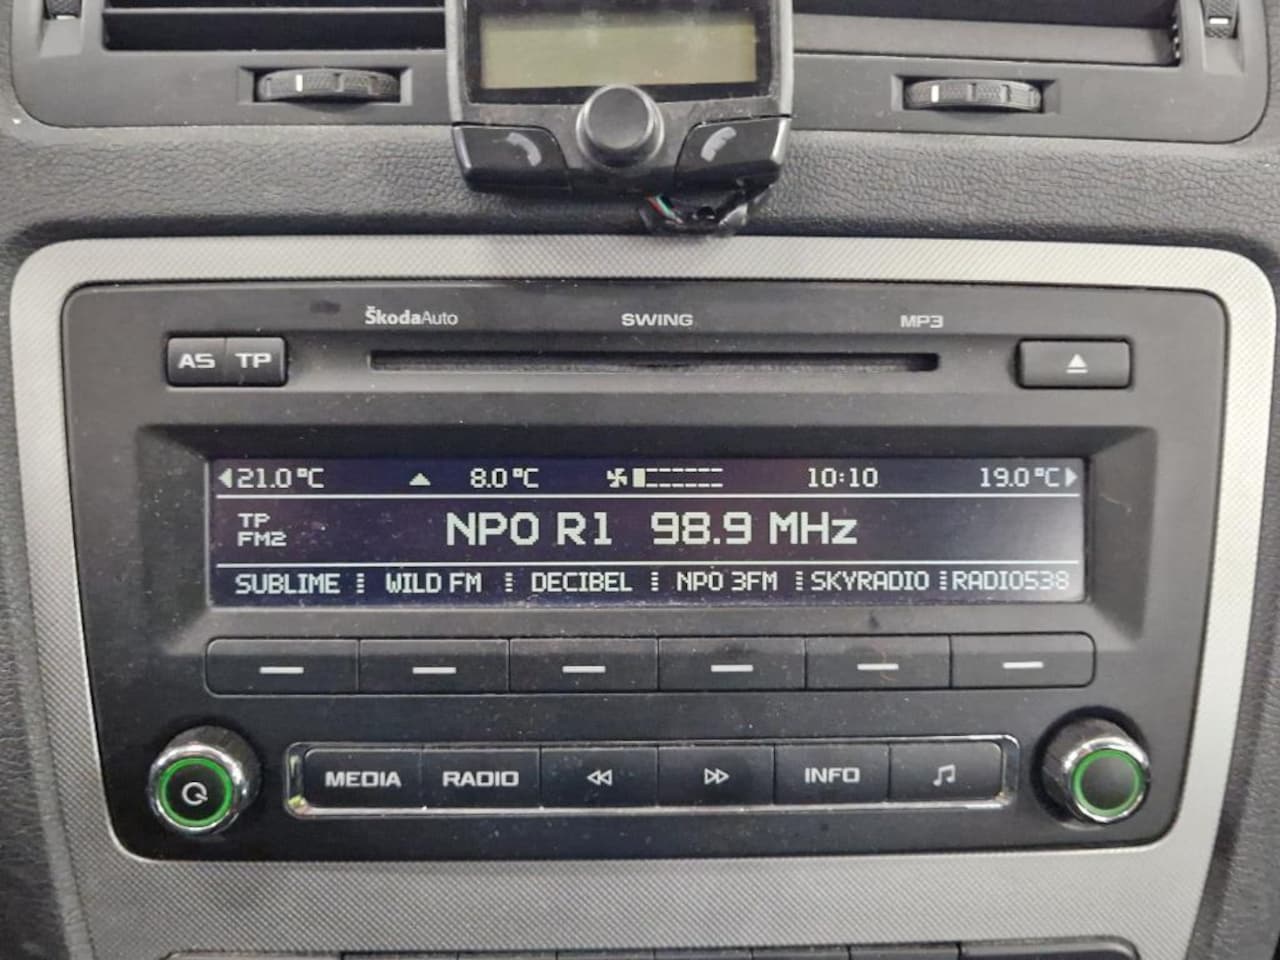 ŠkodaAuto SWING MP3
AS TP
21.0°C 8.0°C 10:10 19.0°C
TP
FM2
NPO R1 98.9 MHz
SUBLIME WILD FM DECIBEL NPO 3FM SKYRADIO RADIO538
MEDIA RADIO INFO